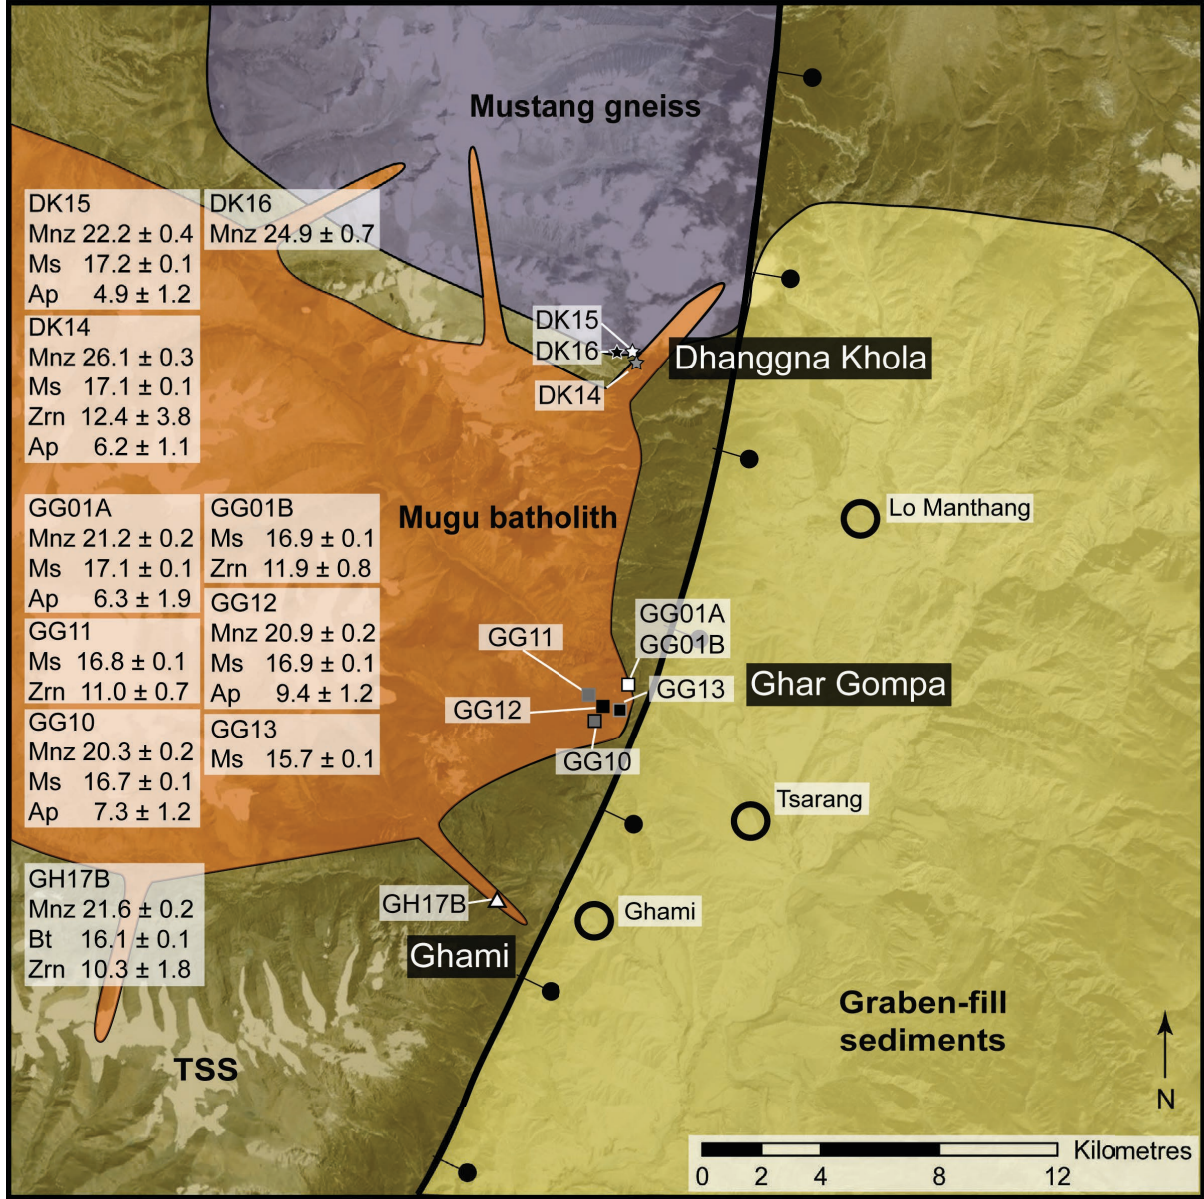 Mustang gneiss
DK15
Mnz 22.2 ± 0.4
Ms 17.2 ± 0.1
Ap 4.9 ± 1.2
DK16
Mnz 24.9 ± 0.7
DK14
Mnz 26.1 ± 0.3
Ms 17.1 ± 0.1
Zrn 12.4 ± 3.8
Ap 6.2 ± 1.1
DK15
DK16
DK14
Dhanggna Khola
GG01A
Mnz 21.2 ± 0.2
Ms 17.1 ± 0.1
Ap 6.3 ± 1.9
GG01B
Ms 16.9 ± 0.1
Zrn 11.9 ± 0.8
Mugu batholith
Lo Manthang
GG11
Ms 16.8 ± 0.1
Zrn 11.0 ± 0.7
GG12
Mnz 20.9 ± 0.2
Ms 16.9 ± 0.1
Ap 9.4 ± 1.2
GG10
Mnz 20.3 ± 0.2
Ms 16.7 ± 0.1
Ap 7.3 ± 1.2
GG13
Ms 15.7 ± 0.1
GG01A
GG01B
GG11
GG13
GG12
GG10
Ghar Gompa
Tsarang
GH17B
Mnz 21.6 ± 0.2
Bt 16.1 ± 0.1
Zrn 10.3 ± 1.8
GH17B
Ghami
Ghami
Graben-fill
sediments
TSS
N
Kilometres
0 2 4 8 12